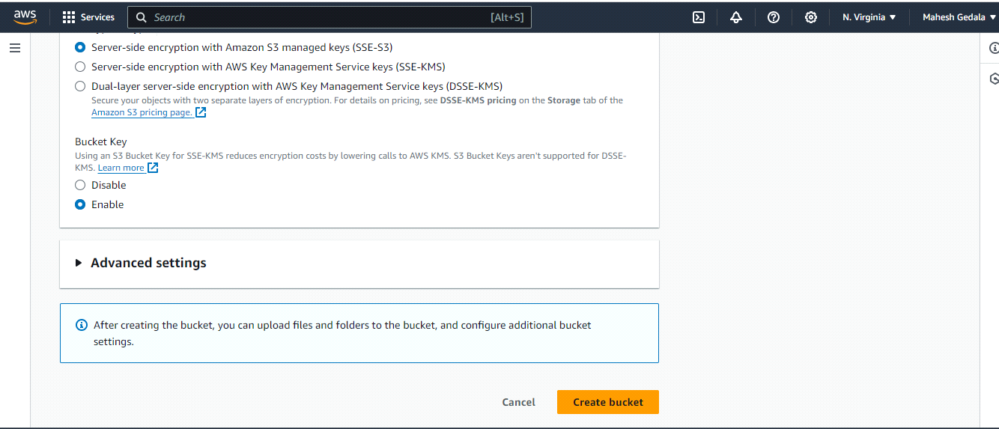 aws Services Search [Alt+S] N. Virginia Mahesh Gedala
Server-side encryption with Amazon S3 managed keys (SSE-S3)
Server-side encryption with AWS Key Management Service keys (SSE-KMS)
Dual-layer server-side encryption with AWS Key Management Service keys (DSSE-KMS)
Secure your objects with two separate layers of encryption. For details on pricing, see DSSE-KMS pricing on the Storage tab of the
Amazon S3 pricing page.
Bucket Key
Using an S3 Bucket Key for SSE-KMS reduces encryption costs by lowering calls to AWS KMS. S3 Bucket Keys aren't supported for DSSE-
KMS. Learn more
Disable
Enable
Advanced settings
After creating the bucket, you can upload files and folders to the bucket, and configure additional bucket
settings.
Cancel Create bucket